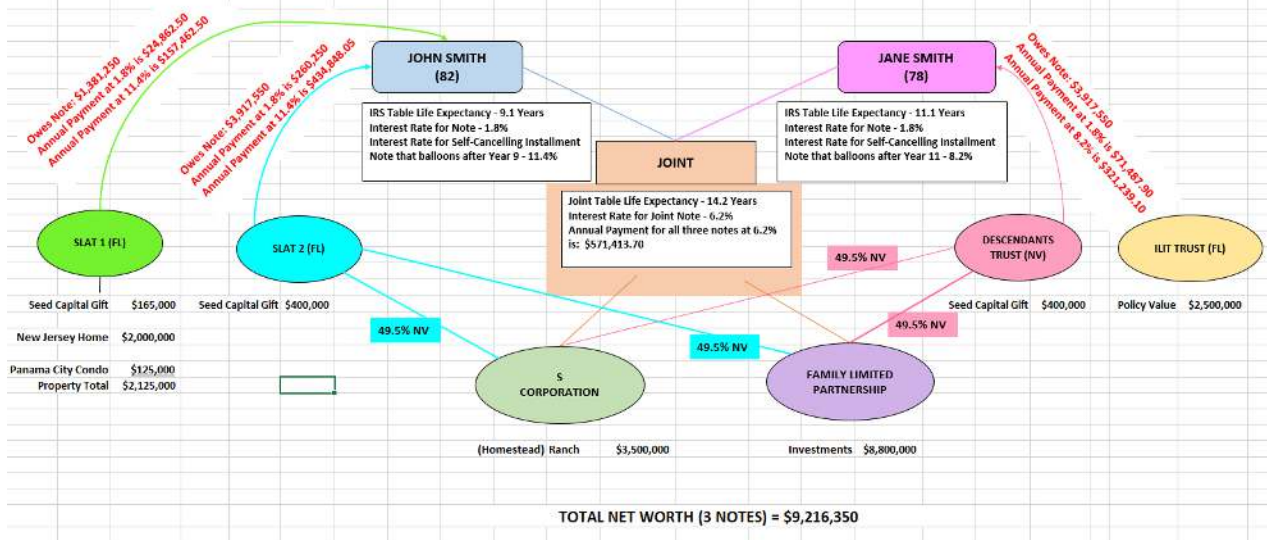 Owes Note: $1,381,250
Annual Payment at 1.8% is $24,862.50
Annual Payment at 11.4% is $157,462.50
Owes Note: $3,917,550
Annual Payment at 1.8% is $260,250
Annual Payment at 11.4% is $434,848.05
JOHN SMITH
(82)
JANE SMITH
(78)
Owes Note: $3,917,550
Annual Payment at 1.8% is $71,487.90
Annual Payment at 8.2% is $321,239.10
IRS Table Life Expectancy - 9.1 Years
Interest Rate for Note - 1.8%
Interest Rate for Self-Cancelling Installment
Note that balloons after Year 9 - 11.4%
IRS Table Life Expectancy - 11.1 Years
Interest Rate for Note - 1.8%
Interest Rate for Self-Cancelling Installment
Note that balloons after Year 11 - 8.2%
JOINT
Joint Table Life Expectancy - 14.2 Years
Interest Rate for Joint Note - 6.2%
Annual Payment for all three notes at 6.2%
is: $571,413.70
SLAT 1 (FL)
SLAT 2 (FL)
DESCENDANTS
TRUST (NV)
ILIT TRUST (FL)
49.5% NV
Seed Capital Gift $165,000
Seed Capital Gift $400,000
Seed Capital Gift $400,000
Policy Value $2,500,000
New Jersey Home $2,000,000
49.5% NV
49.5% NV
49.5% NV
Panama City Condo $125,000
Property Total $2,125,000
S
CORPORATION
FAMILY LIMITED
PARTNERSHIP
(Homestead) Ranch $3,500,000
Investments $8,800,000
TOTAL NET WORTH (3 NOTES) = $9,216,350